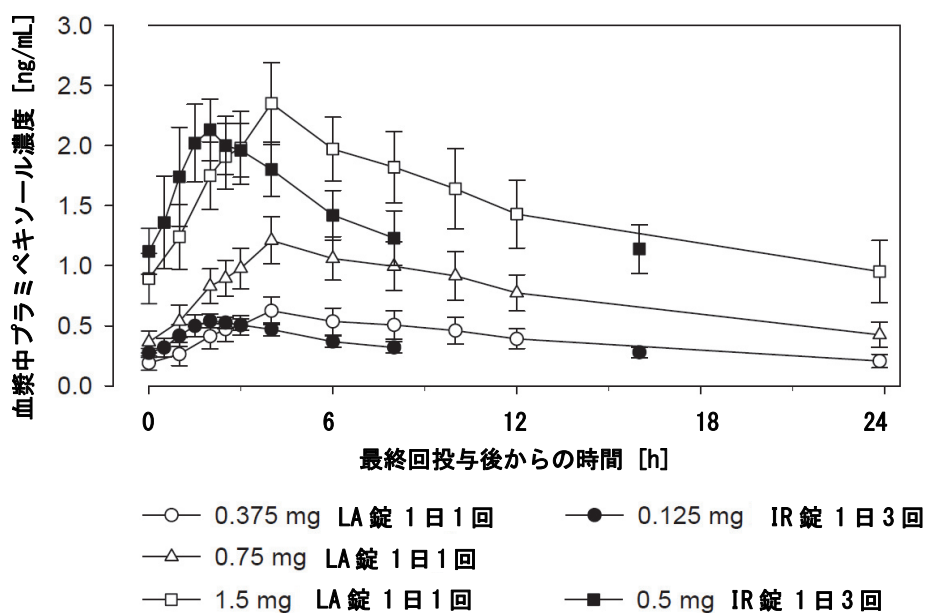 血漿中プラミペキソール濃度 [ng/mL]
3.0
2.5
2.0
1.5
1.0
0.5
0.0
0 6 12 18 24
最終回投与後からの時間 [h]
0.375 mg LA錠 1日1回
0.125 mg IR錠 1日3回
0.75 mg LA錠 1日1回
1.5 mg LA錠 1日1回
0.5 mg IR錠 1日3回